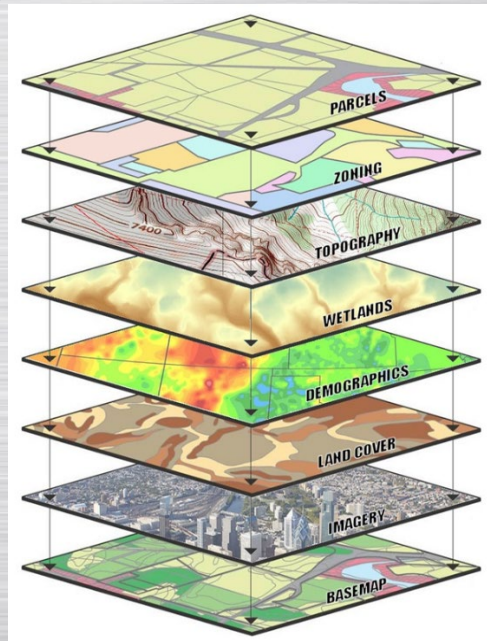 PARCELS
ZONING
7400
TOPOGRAPHY
WETLANDS
DEMOGRAPHICS
LAND COVER
IMAGERY
BASEMAP